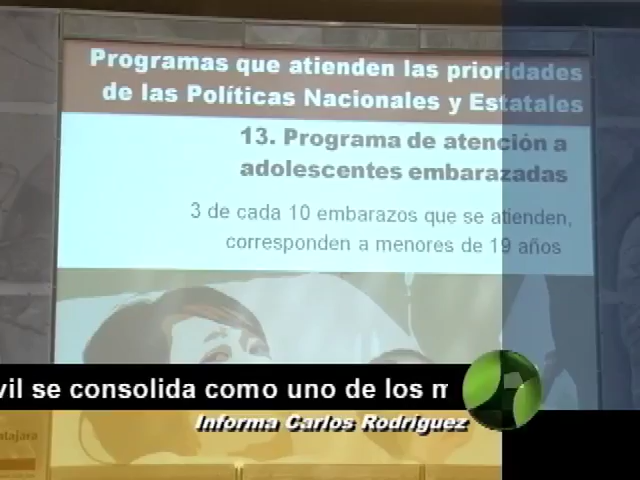 Programas que atienden las prioridades
de las Políticas Nacionales y Estatales
13. Programa de atención a
adolescentes embarazadas
3 de cada 10 embarazos que se atienden,
corresponden a menores de 19 años
vil se consolida como uno de los m
Informa Carlos Rodríguez
alajara